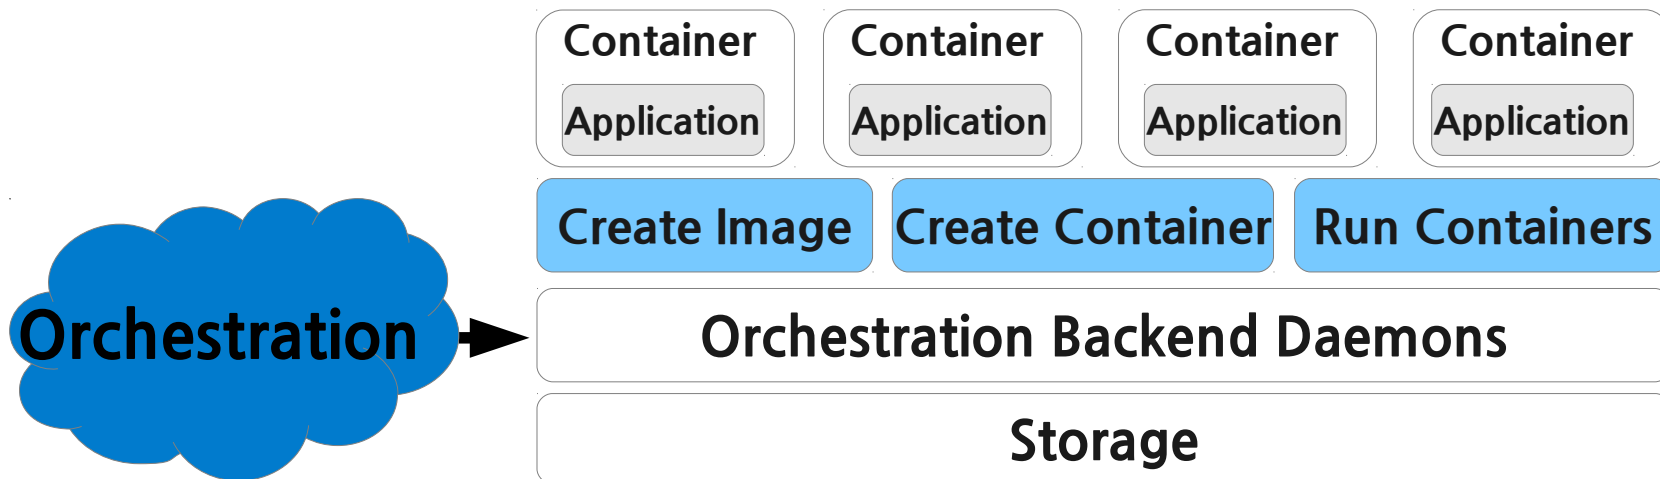 Container Container Container Container
Application Application Application Application
Create Image Create Container Run Containers
Orchestration
Orchestration Backend Daemons
Storage